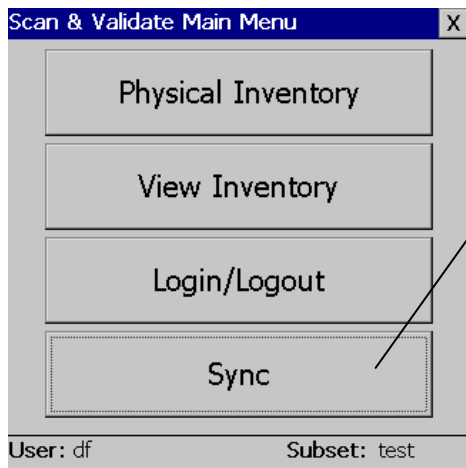 Scan & Validate Main Menu X
Physical Inventory
View Inventory
Login/Logout
Sync
User: df Subset: test